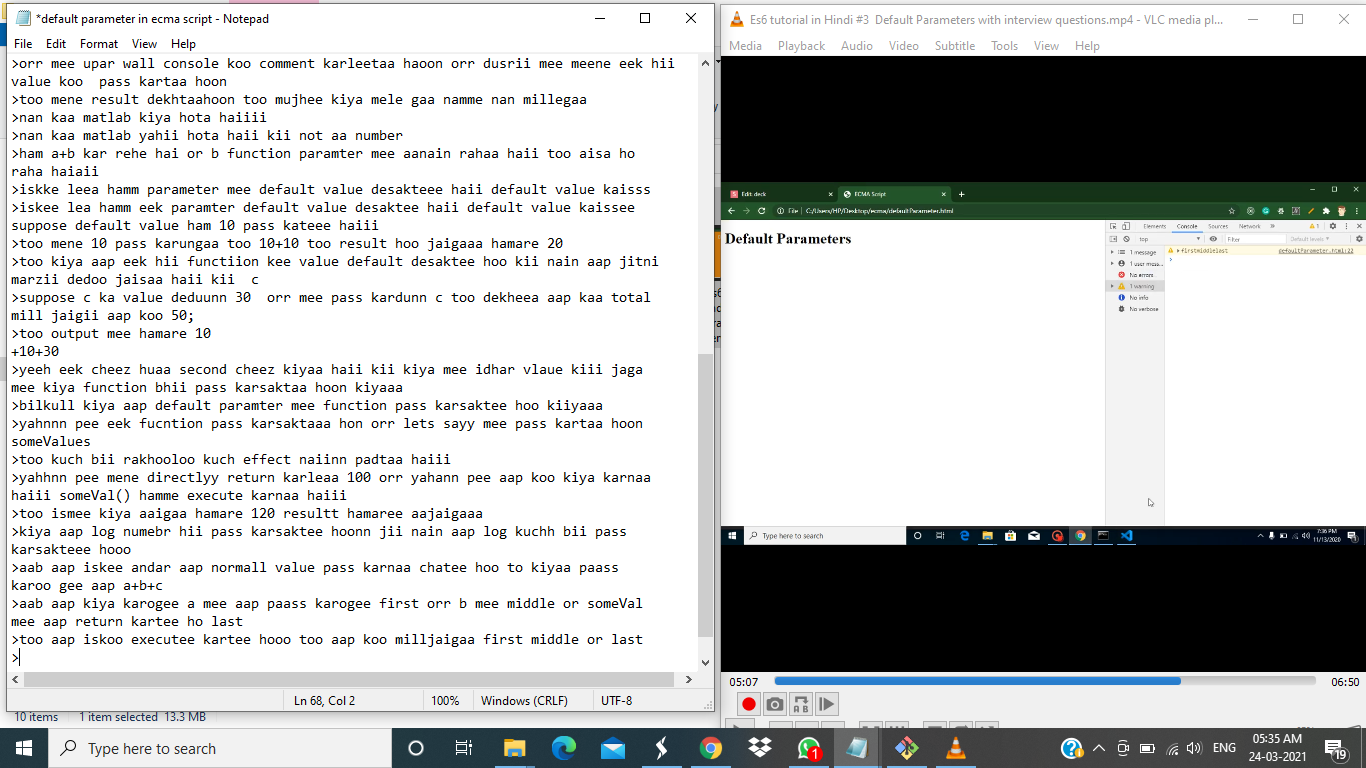 *default parameter in ecma script - Notepad
File Edit Format View Help
>orr mee upar wall console koo comment karleetaa haoon orr dusrii mee meene eek hii
value koo  pass kartaa hoon
>too mene result dekhtaahoon too mujhee kiya mele gaa namme nan millegaa
>nan kaa matlab kiya hota haiiii
>nan kaa matlab yahii hota haii kii not aa number
>ham a+b kar rehe hai or b function paramter mee aanain rahaa haii too aisa ho
raha haiaii
>iskke leea hamm parameter mee default value desakteee haii default value kaisss
>iskee lea hamm eek paramter default value desaktee haii default value kaissee
suppose default value ham 10 pass kateee haiii
>too mene 10 pass karungaa too 10+10 too result hoo jaigaaa hamare 20
>too kiya aap eek hii functiion kee value default desaktee hoo kii nain aap jitni
marzii dedoo jaisaa haii kii  c
>suppose c ka value deduunn 30  orr mee pass kardunn c too dekheea aap kaa total
mill jaigii aap koo 50;
>too output mee hamare 10
+10+30
>yeeh eek cheez huaa second cheez kiyaa haii kii kiya mee idhar vlaue kiii jaga
mee kiya function bhii pass karsaktaa hoon kiyaaa
>bilkull kiya aap default paramter mee function pass karsaktee hoo kiiyaaa
>yahnnn pee eek fucntion pass karsaktaaa hon orr lets sayy mee pass kartaa hoon
someValues
>too kuch bii rakhooloo kuch effect naiinn padtaa haiii
>yahhnn pee mene directlyy return karleaa 100 orr yahann pee aap koo kiya karnaa
haiii someVal() hamme execute karnaa haiii
>too ismee kiya aaigaa hamare 120 resultt hamaree aajaigaaa
>kiya aap log numebr hii pass karsaktee hoonn jii nain aap log kuchh bii pass
karsakteee hooo
>aab aap iskee andar aap normall value pass karnaa chatee hoo to kiyaa paass
karoo gee aap a+b+c
>aab aap kiya karogee a mee aap paass karogee first orr b mee middle or someVal
mee aap return kartee ho last
>too aap iskoo executee kartee hooo too aap koo milljaigaa first middle or last
>
Ln 68, Col 2 100% Windows (CRLF) UTF-8
10 items 1 item selected 13.3 MB
Es6 tutorial in Hindi #3  Default Parameters with interview questions.mp4 - VLC media pl...
Media Playback Audio Video Subtitle Tools View Help
Edit: deck ECMA Script
File C:/Users/HP/Desktop/ecma/defaultParameter.html
Default Parameters
Elements Console Sources Network » 1
top Filter Default levels
1 message
1 user mess...
No errors
1 warning
No info
No verbose
firstmiddlelast defaultParameter.html:22
Type here to search
7:36 PM
11/13/2020
05:07 06:50
Type here to search
1
ENG
05:35 AM
24-03-2021
19